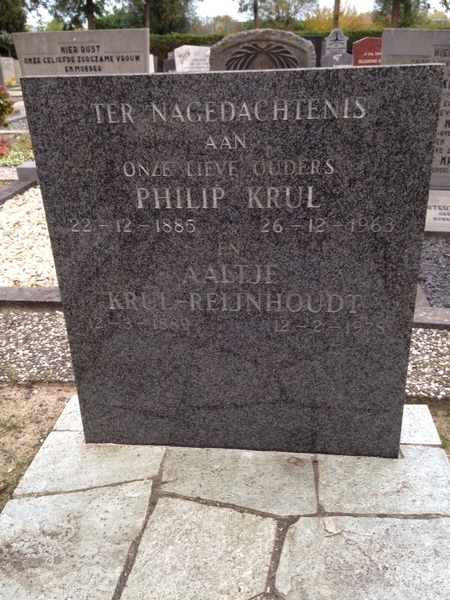 HIER RUST
ONZE GELIEFDE ZORGZAME VROUW
EN MOEDER
TER NAGEDACHTENIS
AAN
ONZE LIEVE OUDERS
PHILIP KRUL
22-12-1885 26-12-1963
EN
AALTJE
KRUL-REIJNHOUDT
12-3-1889 12-2-1978